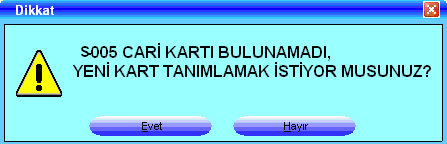 Dikkat
S005 CARİ KARTI BULUNAMADI,
YENİ KART TANIMLAMAK İSTİYOR MUSUNUZ?
Evet
Hayır